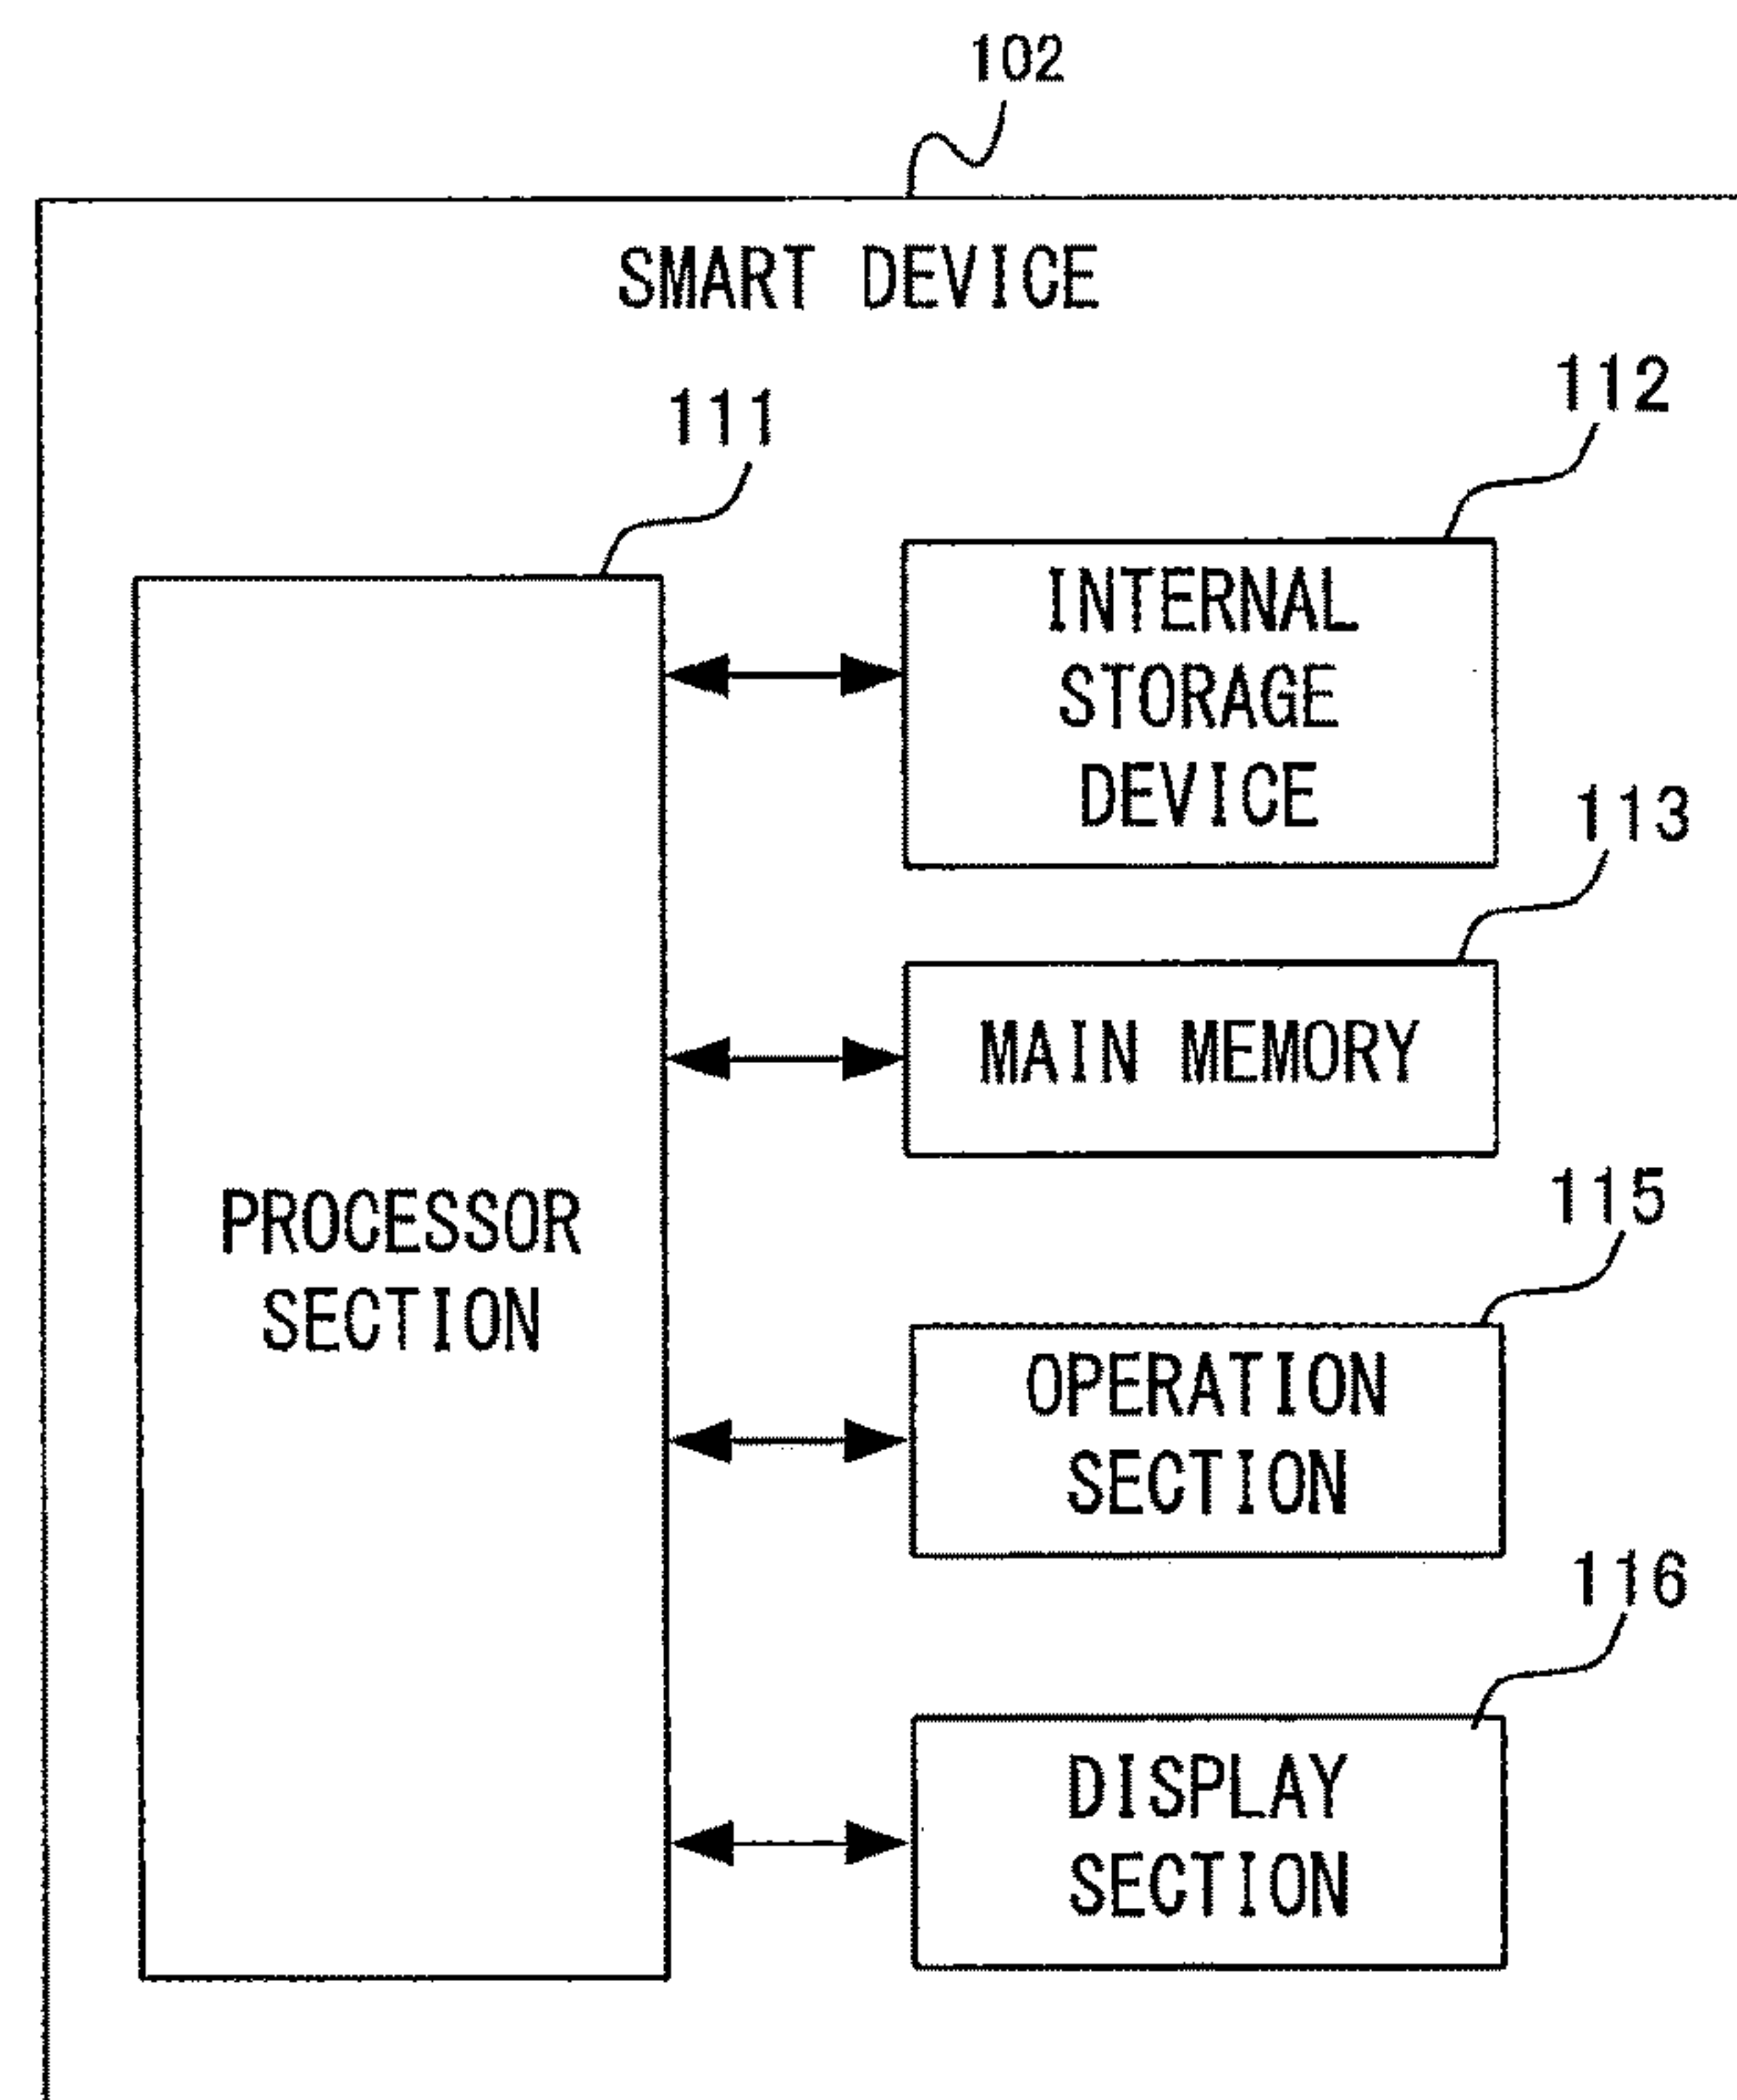 102
SMART DEVICE
112
111
INTERNAL
STORAGE
DEVICE
113
MAIN MEMORY
115
PROCESSOR
SECTION
OPERATION
SECTION
116
DISPLAY
SECTION